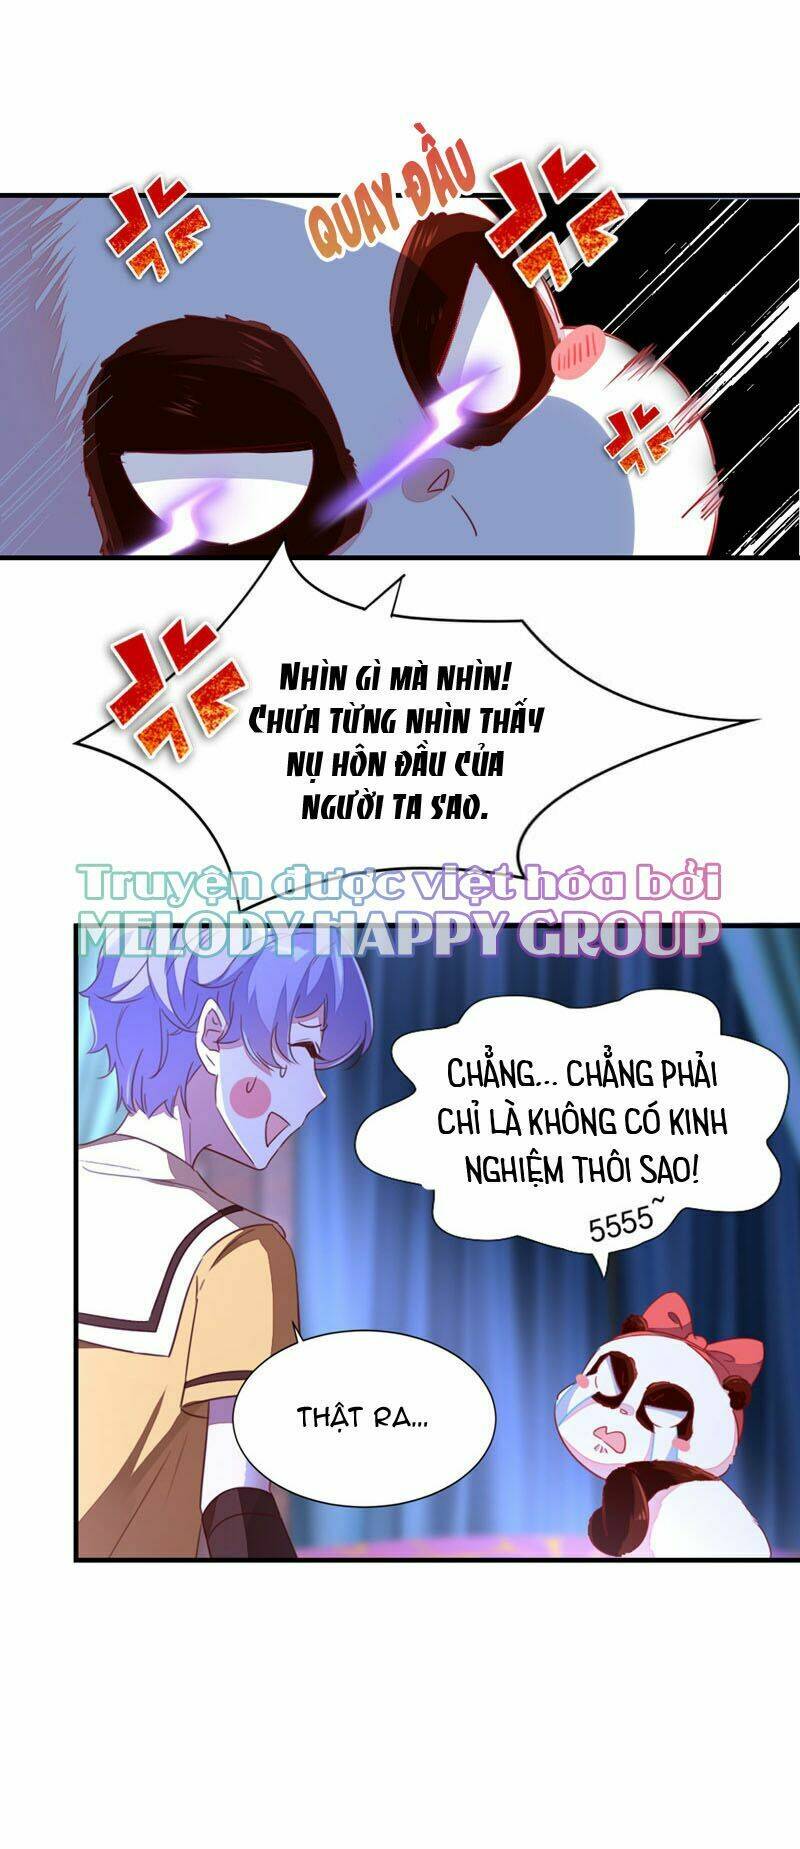 QUAY ĐẦU
NHÌN GÌ MÀ NHÌN!
CHƯA TỪNG NHÌN THẤY
NỤ HÔN ĐẦU CỦA
NGƯỜI TA SAO.
Truyện được việt hóa bởi
MELODY HAPPY GROUP
CHẲNG... CHẲNG PHẢI
CHỈ LÀ KHÔNG CÓ KINH
NGHIỆM THÔI SAO!
5555~
THẬT RA...